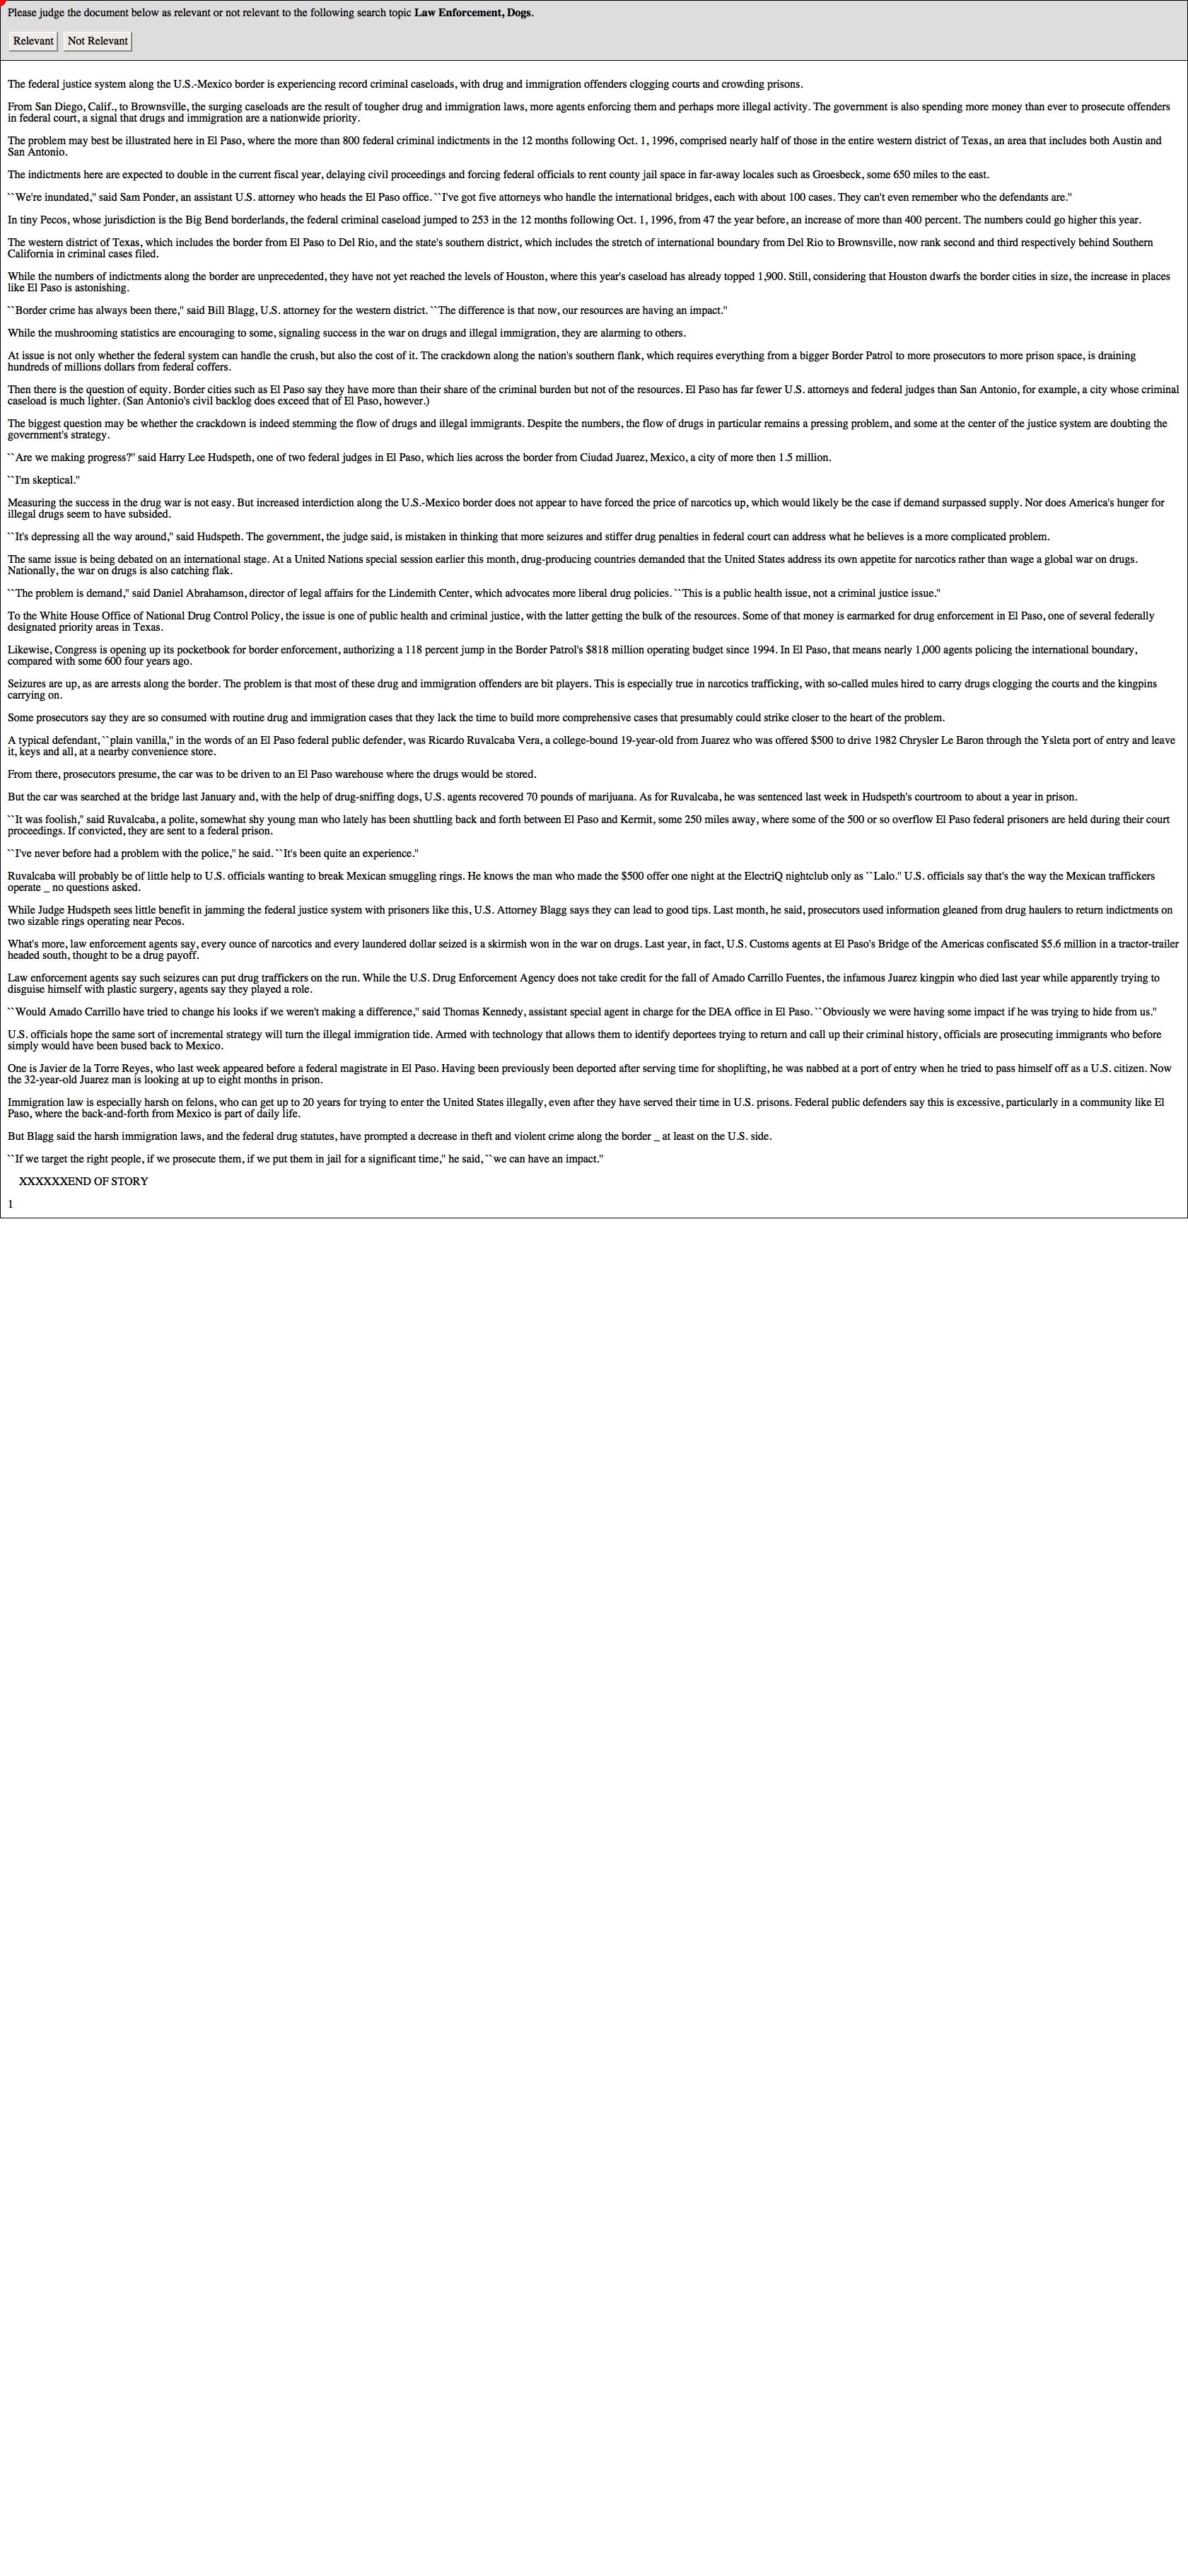 Please judge the document below as relevant or not relevant to the following search topic Law Enforcement, Dogs.
Relevant Not Relevant
The federal justice system along the U.S.-Mexico border is experiencing record criminal caseloads, with drug and immigration offenders clogging courts and crowding prisons.
From San Diego, Calif., to Brownsville, the surging caseloads are the result of tougher drug and immigration laws, more agents enforcing them and perhaps more illegal activity. The government is also spending more money than ever to prosecute offenders
in federal court, a signal that drugs and immigration are a nationwide priority.
The problem may best be illustrated here in El Paso, where the more than 800 federal criminal indictments in the 12 months following Oct. 1, 1996, comprised nearly half of those in the entire western district of Texas, an area that includes both Austin and
San Antonio.
The indictments here are expected to double in the current fiscal year, delaying civil proceedings and forcing federal officials to rent county jail space in far-away locales such as Groesbeck, some 650 miles to the east.
``We're inundated,'' said Sam Ponder, an assistant U.S. attorney who heads the El Paso office. ``I've got five attorneys who handle the international bridges, each with about 100 cases. They can't even remember who the defendants are.''
In tiny Pecos, whose jurisdiction is the Big Bend borderlands, the federal criminal caseload jumped to 253 in the 12 months following Oct. 1, 1996, from 47 the year before, an increase of more than 400 percent. The numbers could go higher this year.
The western district of Texas, which includes the border from El Paso to Del Rio, and the state's southern district, which includes the stretch of international boundary from Del Rio to Brownsville, now rank second and third respectively behind Southern
California in criminal cases filed.
While the numbers of indictments along the border are unprecedented, they have not yet reached the levels of Houston, where this year's caseload has already topped 1,900. Still, considering that Houston dwarfs the border cities in size, the increase in places
like El Paso is astonishing.
``Border crime has always been there,'' said Bill Blagg, U.S. attorney for the western district. ``The difference is that now, our resources are having an impact.''
While the mushrooming statistics are encouraging to some, signaling success in the war on drugs and illegal immigration, they are alarming to others.
At issue is not only whether the federal system can handle the crush, but also the cost of it. The crackdown along the nation's southern flank, which requires everything from a bigger Border Patrol to more prosecutors to more prison space, is draining
hundreds of millions dollars from federal coffers.
Then there is the question of equity. Border cities such as El Paso say they have more than their share of the criminal burden but not of the resources. El Paso has far fewer U.S. attorneys and federal judges than San Antonio, for example, a city whose criminal
caseload is much lighter. (San Antonio's civil backlog does exceed that of El Paso, however.)
The biggest question may be whether the crackdown is indeed stemming the flow of drugs and illegal immigrants. Despite the numbers, the flow of drugs in particular remains a pressing problem, and some at the center of the justice system are doubting the
government's strategy.
``Are we making progress?'' said Harry Lee Hudspeth, one of two federal judges in El Paso, which lies across the border from Ciudad Juarez, Mexico, a city of more then 1.5 million.
``I'm skeptical.''
Measuring the success in the drug war is not easy. But increased interdiction along the U.S.-Mexico border does not appear to have forced the price of narcotics up, which would likely be the case if demand surpassed supply. Nor does America's hunger for
illegal drugs seem to have subsided.
``It's depressing all the way around,'' said Hudspeth. The government, the judge said, is mistaken in thinking that more seizures and stiffer drug penalties in federal court can address what he believes is a more complicated problem.
The same issue is being debated on an international stage. At a United Nations special session earlier this month, drug-producing countries demanded that the United States address its own appetite for narcotics rather than wage a global war on drugs.
Nationally, the war on drugs is also catching flak.
``The problem is demand,'' said Daniel Abrahamson, director of legal affairs for the Lindemith Center, which advocates more liberal drug policies. ``This is a public health issue, not a criminal justice issue.''
To the White House Office of National Drug Control Policy, the issue is one of public health and criminal justice, with the latter getting the bulk of the resources. Some of that money is earmarked for drug enforcement in El Paso, one of several federally
designated priority areas in Texas.
Likewise, Congress is opening up its pocketbook for border enforcement, authorizing a 118 percent jump in the Border Patrol's $818 million operating budget since 1994. In El Paso, that means nearly 1,000 agents policing the international boundary,
compared with some 600 four years ago.
Seizures are up, as are arrests along the border. The problem is that most of these drug and immigration offenders are bit players. This is especially true in narcotics trafficking, with so-called mules hired to carry drugs clogging the courts and the kingpins
carrying on.
Some prosecutors say they are so consumed with routine drug and immigration cases that they lack the time to build more comprehensive cases that presumably could strike closer to the heart of the problem.
A typical defendant, ``plain vanilla,'' in the words of an El Paso federal public defender, was Ricardo Ruvalcaba Vera, a college-bound 19-year-old from Juarez who was offered $500 to drive 1982 Chrysler Le Baron through the Ysleta port of entry and leave
it, keys and all, at a nearby convenience store.
From there, prosecutors presume, the car was to be driven to an El Paso warehouse where the drugs would be stored.
But the car was searched at the bridge last January and, with the help of drug-sniffing dogs, U.S. agents recovered 70 pounds of marijuana. As for Ruvalcaba, he was sentenced last week in Hudspeth's courtroom to about a year in prison.
``It was foolish,'' said Ruvalcaba, a polite, somewhat shy young man who lately has been shuttling back and forth between El Paso and Kermit, some 250 miles away, where some of the 500 or so overflow El Paso federal prisoners are held during their court
proceedings. If convicted, they are sent to a federal prison.
``I've never before had a problem with the police,'' he said. ``It's been quite an experience.''
Ruvalcaba will probably be of little help to U.S. officials wanting to break Mexican smuggling rings. He knows the man who made the $500 offer one night at the ElectriQ nightclub only as ``Lalo.'' U.S. officials say that's the way the Mexican traffickers
operate _ no questions asked.
While Judge Hudspeth sees little benefit in jamming the federal justice system with prisoners like this, U.S. Attorney Blagg says they can lead to good tips. Last month, he said, prosecutors used information gleaned from drug haulers to return indictments on
two sizable rings operating near Pecos.
What's more, law enforcement agents say, every ounce of narcotics and every laundered dollar seized is a skirmish won in the war on drugs. Last year, in fact, U.S. Customs agents at El Paso's Bridge of the Americas confiscated $5.6 million in a tractor-trailer
headed south, thought to be a drug payoff.
Law enforcement agents say such seizures can put drug traffickers on the run. While the U.S. Drug Enforcement Agency does not take credit for the fall of Amado Carrillo Fuentes, the infamous Juarez kingpin who died last year while apparently trying to
disguise himself with plastic surgery, agents say they played a role.
``Would Amado Carrillo have tried to change his looks if we weren't making a difference,'' said Thomas Kennedy, assistant special agent in charge for the DEA office in El Paso. ``Obviously we were having some impact if he was trying to hide from us.''
U.S. officials hope the same sort of incremental strategy will turn the illegal immigration tide. Armed with technology that allows them to identify deportees trying to return and call up their criminal history, officials are prosecuting immigrants who before
simply would have been bused back to Mexico.
One is Javier de la Torre Reyes, who last week appeared before a federal magistrate in El Paso. Having been previously been deported after serving time for shoplifting, he was nabbed at a port of entry when he tried to pass himself off as a U.S. citizen. Now
the 32-year-old Juarez man is looking at up to eight months in prison.
Immigration law is especially harsh on felons, who can get up to 20 years for trying to enter the United States illegally, even after they have served their time in U.S. prisons. Federal public defenders say this is excessive, particularly in a community like El
Paso, where the back-and-forth from Mexico is part of daily life.
But Blagg said the harsh immigration laws, and the federal drug statutes, have prompted a decrease in theft and violent crime along the border _ at least on the U.S. side.
``If we target the right people, if we prosecute them, if we put them in jail for a significant time,'' he said, ``we can have an impact.''
XXXXXXEND OF STORY
1